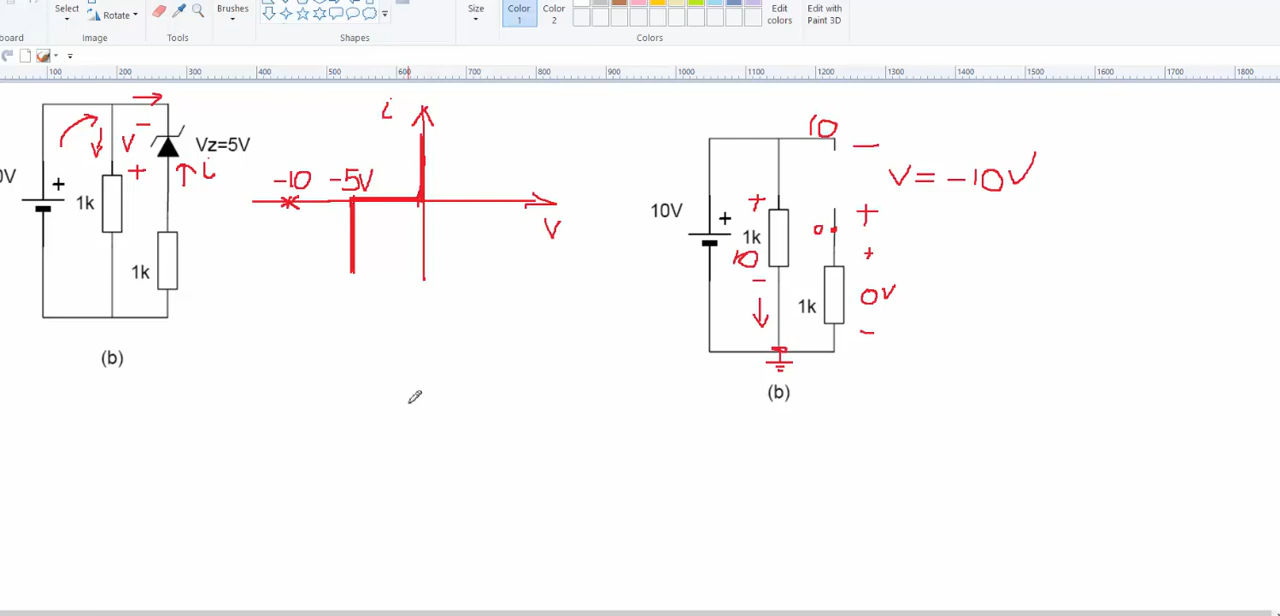 Select
Rotate
Brushes
Size
Color
1
Color
2
Edit
colors
Edit with
Paint 3D
Image
Tools
Shapes
Colors
100
200
300
400
500
600
700
800
900
1000
1100
1200
1300
1400
1500
1600
1700
1800
V
Vz=5V
i
1k
1k
(b)
i
-10 -5V
V
10
V = -10V
10V
1k
10
0
1k
0V
(b)